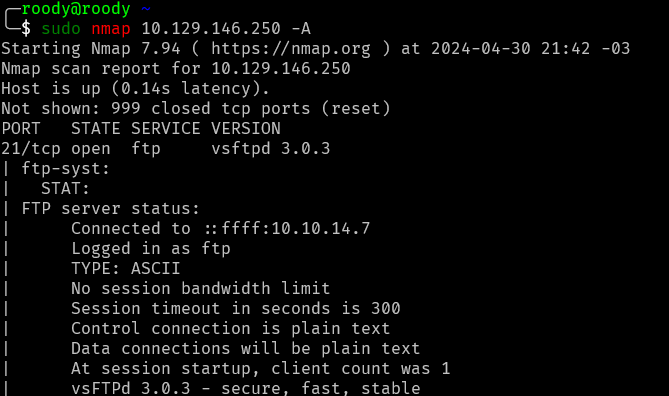 roody@roody ~
$ sudo nmap 10.129.146.250 -A
Starting Nmap 7.94 ( https://nmap.org ) at 2024-04-30 21:42 -03
Nmap scan report for 10.129.146.250
Host is up (0.14s latency).
Not shown: 999 closed tcp ports (reset)
PORT   STATE SERVICE VERSION
21/tcp open  ftp     vsftpd 3.0.3
| ftp-syst:
|   STAT:
| FTP server status:
|      Connected to ::ffff:10.10.14.7
|      Logged in as ftp
|      TYPE: ASCII
|      No session bandwidth limit
|      Session timeout in seconds is 300
|      Control connection is plain text
|      Data connections will be plain text
|      At session startup, client count was 1
|      vsFTPd 3.0.3 - secure, fast, stable